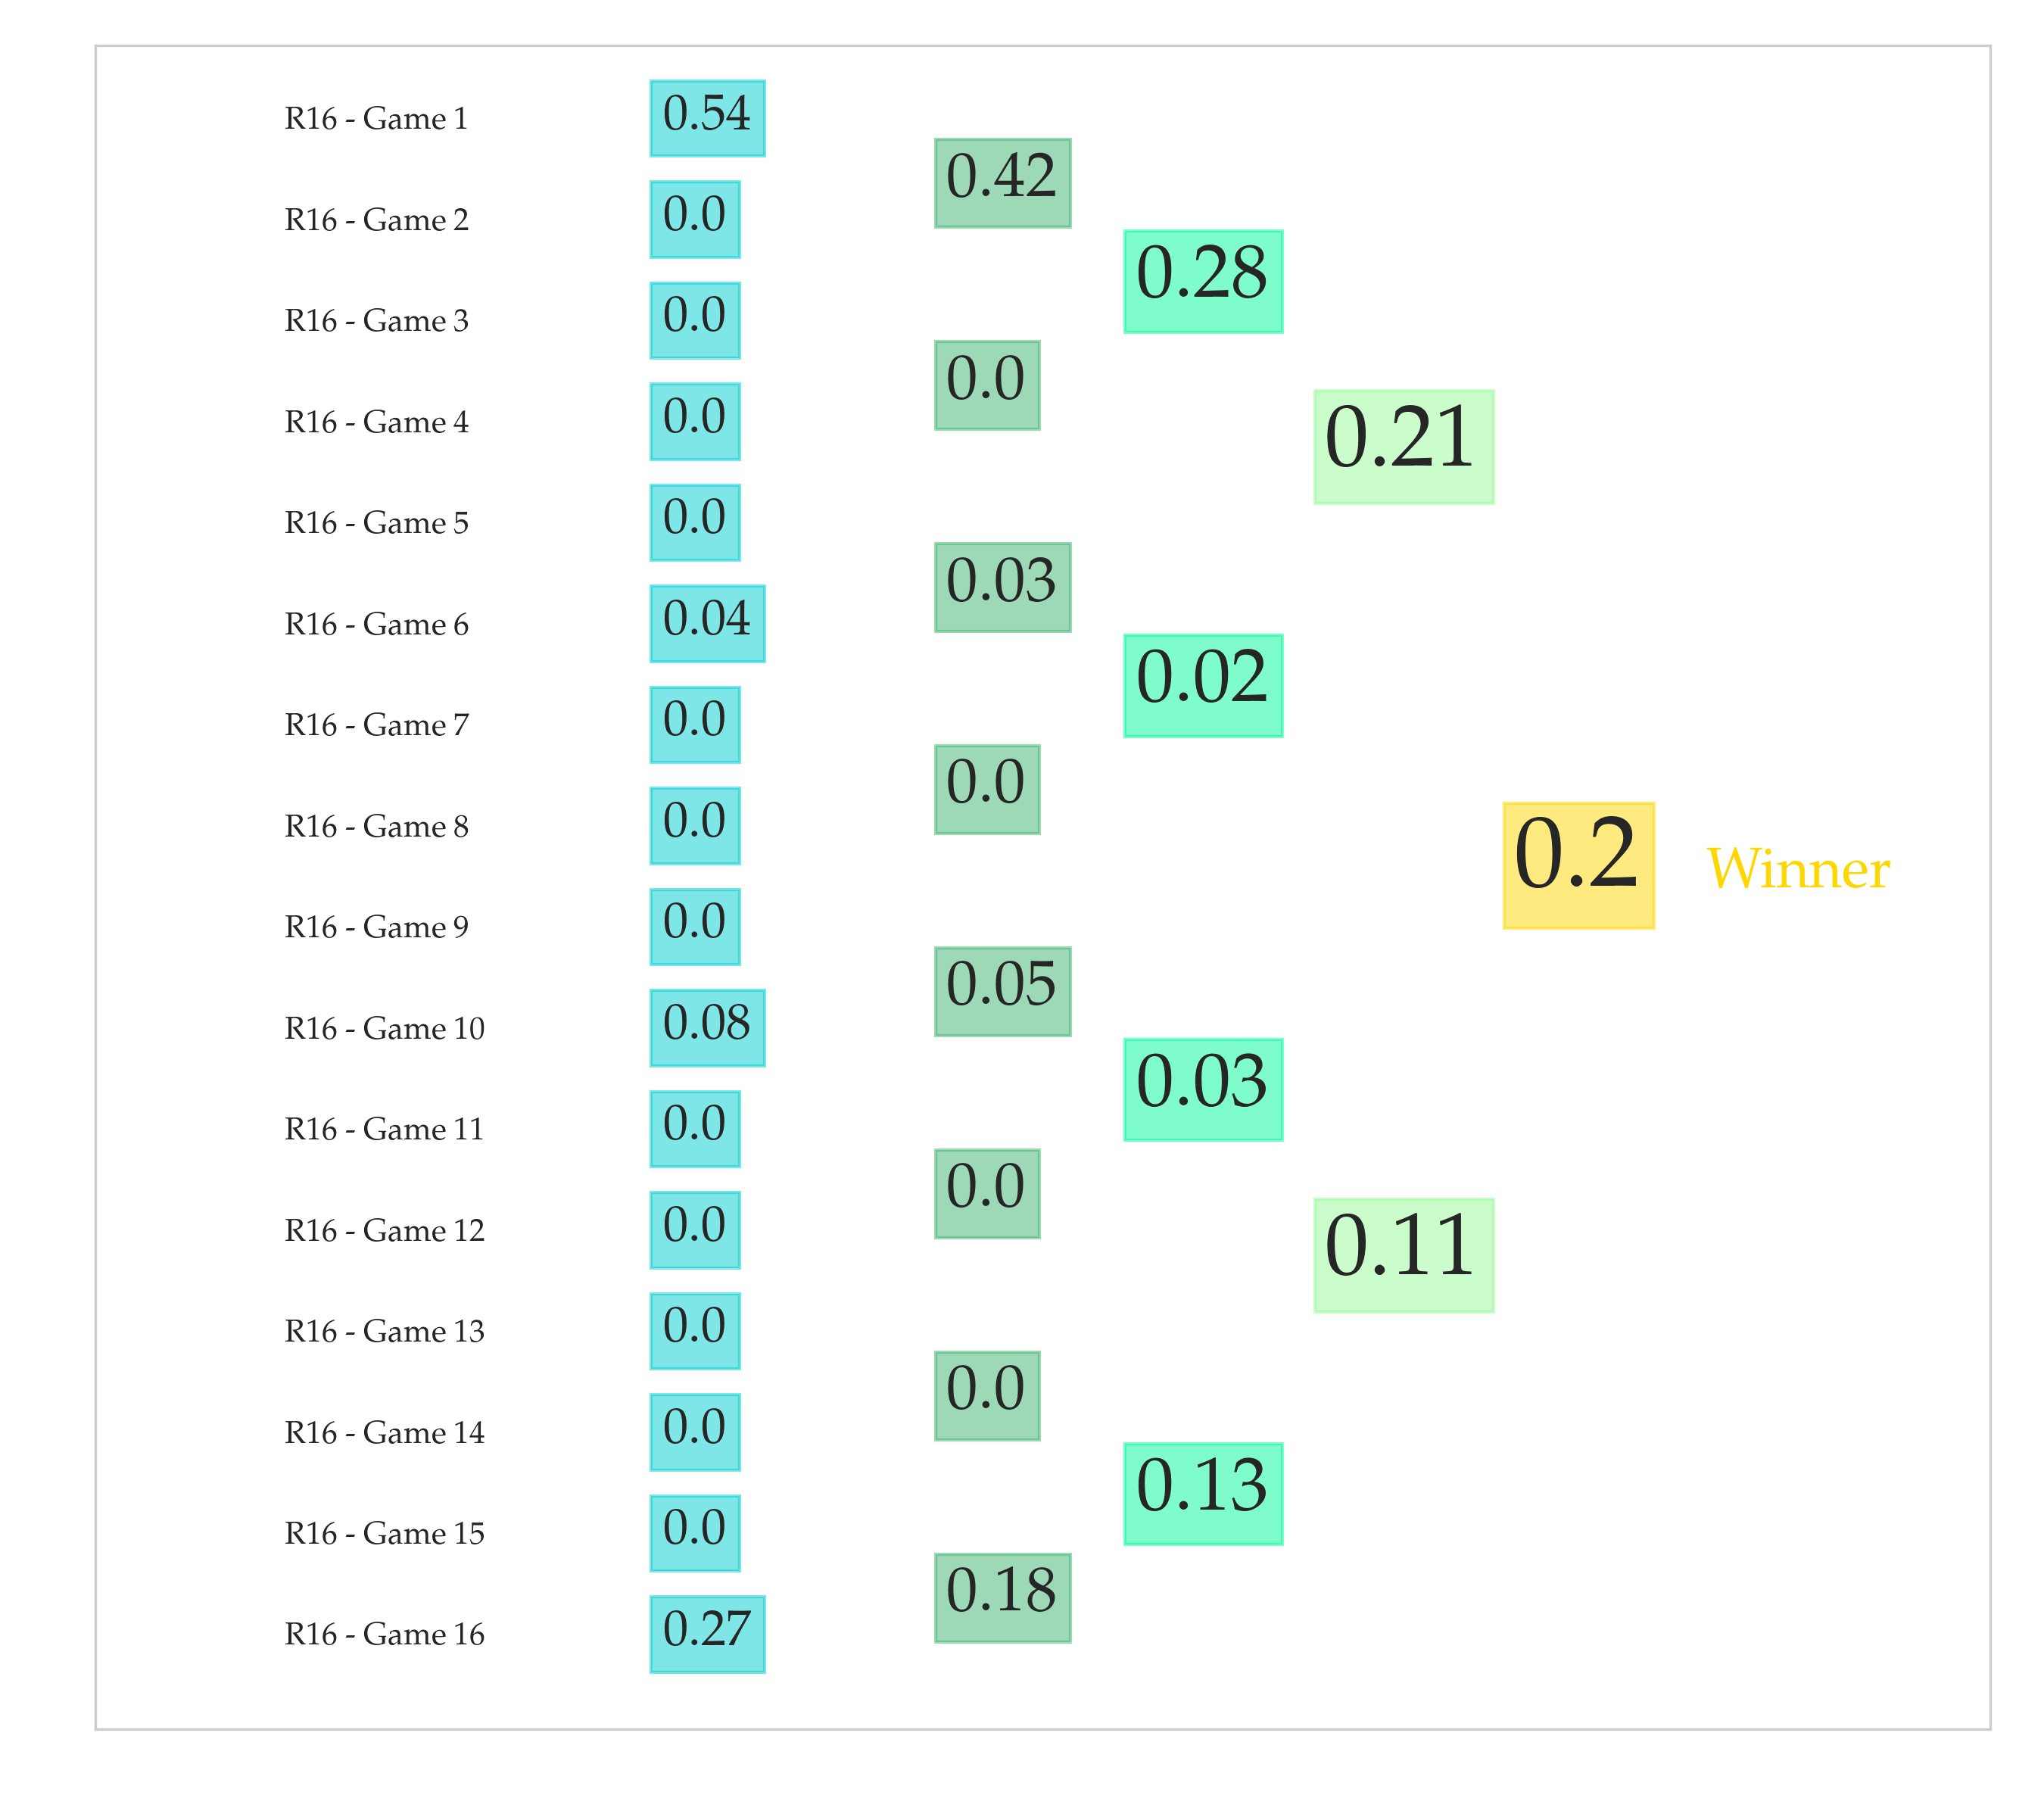 R16 - Game 1 0.54
0.42
R16 - Game 2 0.0
0.28
R16 - Game 3 0.0
0.0
R16 - Game 4 0.0
0.21
R16 - Game 5 0.0
0.03
R16 - Game 6 0.04
0.02
R16 - Game 7 0.0
0.0
R16 - Game 8 0.0
0.2 Winner
R16 - Game 9 0.0
0.05
R16 - Game 10 0.08
0.03
R16 - Game 11 0.0
0.0
R16 - Game 12 0.0
0.11
R16 - Game 13 0.0
0.0
R16 - Game 14 0.0
0.13
R16 - Game 15 0.0
0.18
R16 - Game 16 0.27